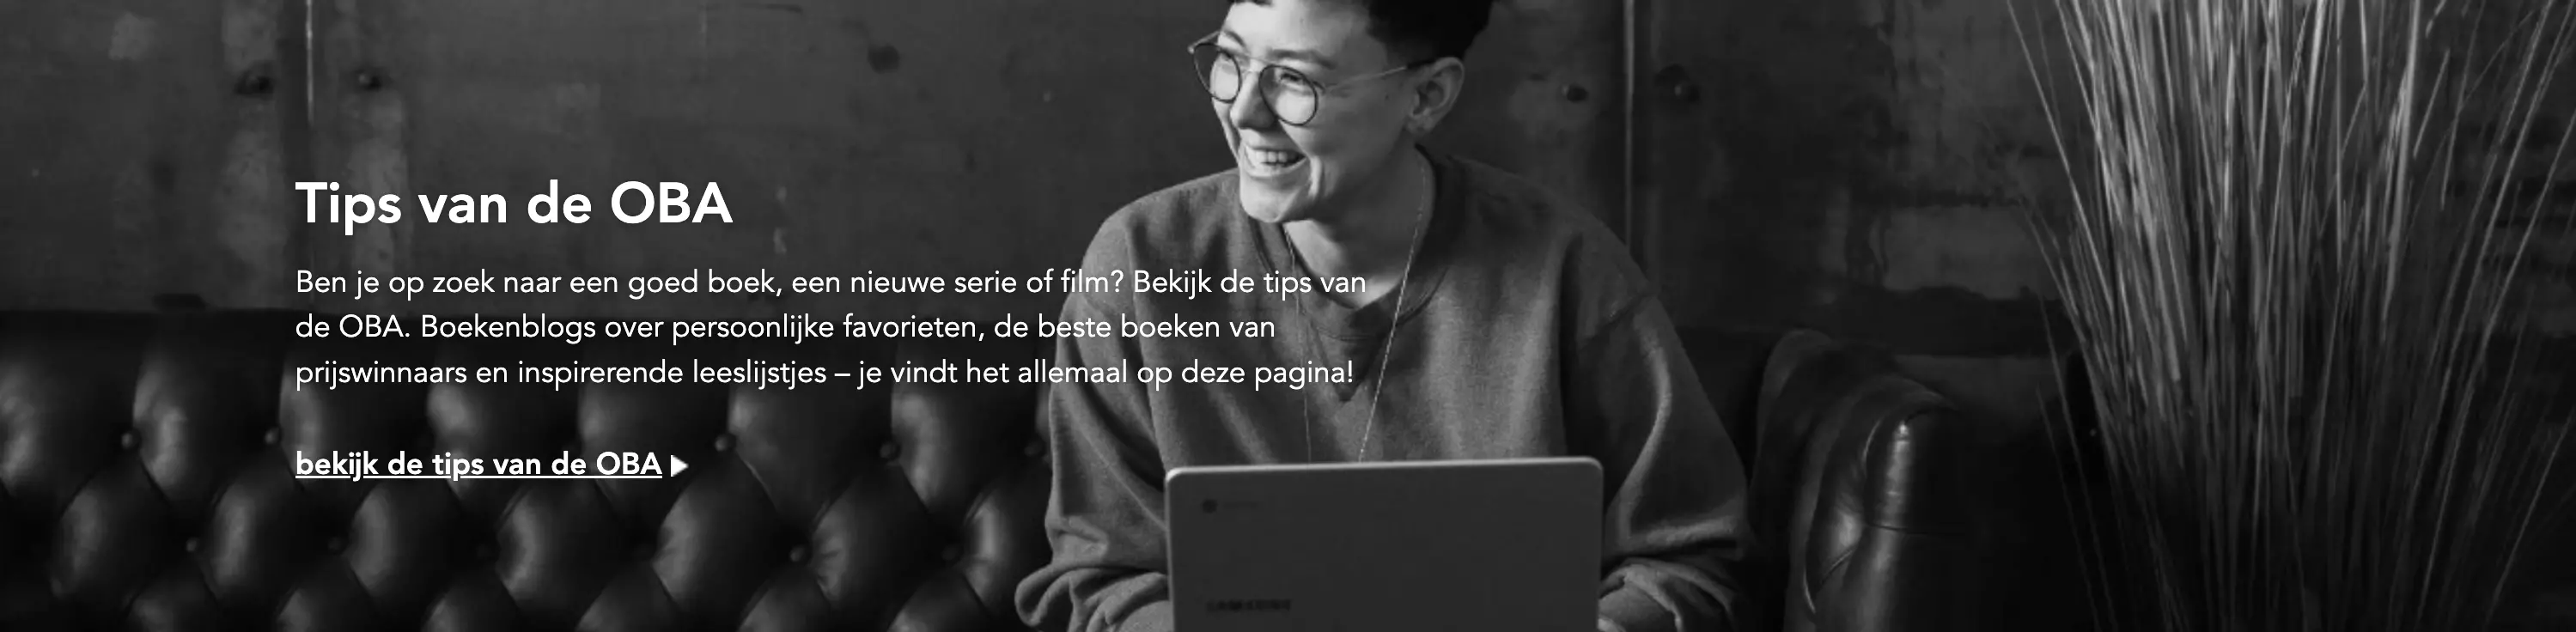 Tips van de OBA
Ben je op zoek naar een goed boek, een nieuwe serie of film? Bekijk de tips van
de OBA. Boekenblogs over persoonlijke favorieten, de beste boeken van
prijswinnaars en inspirerende leeslijstjes – je vindt het allemaal op deze pagina!
bekijk de tips van de OBA
SAMSUNG